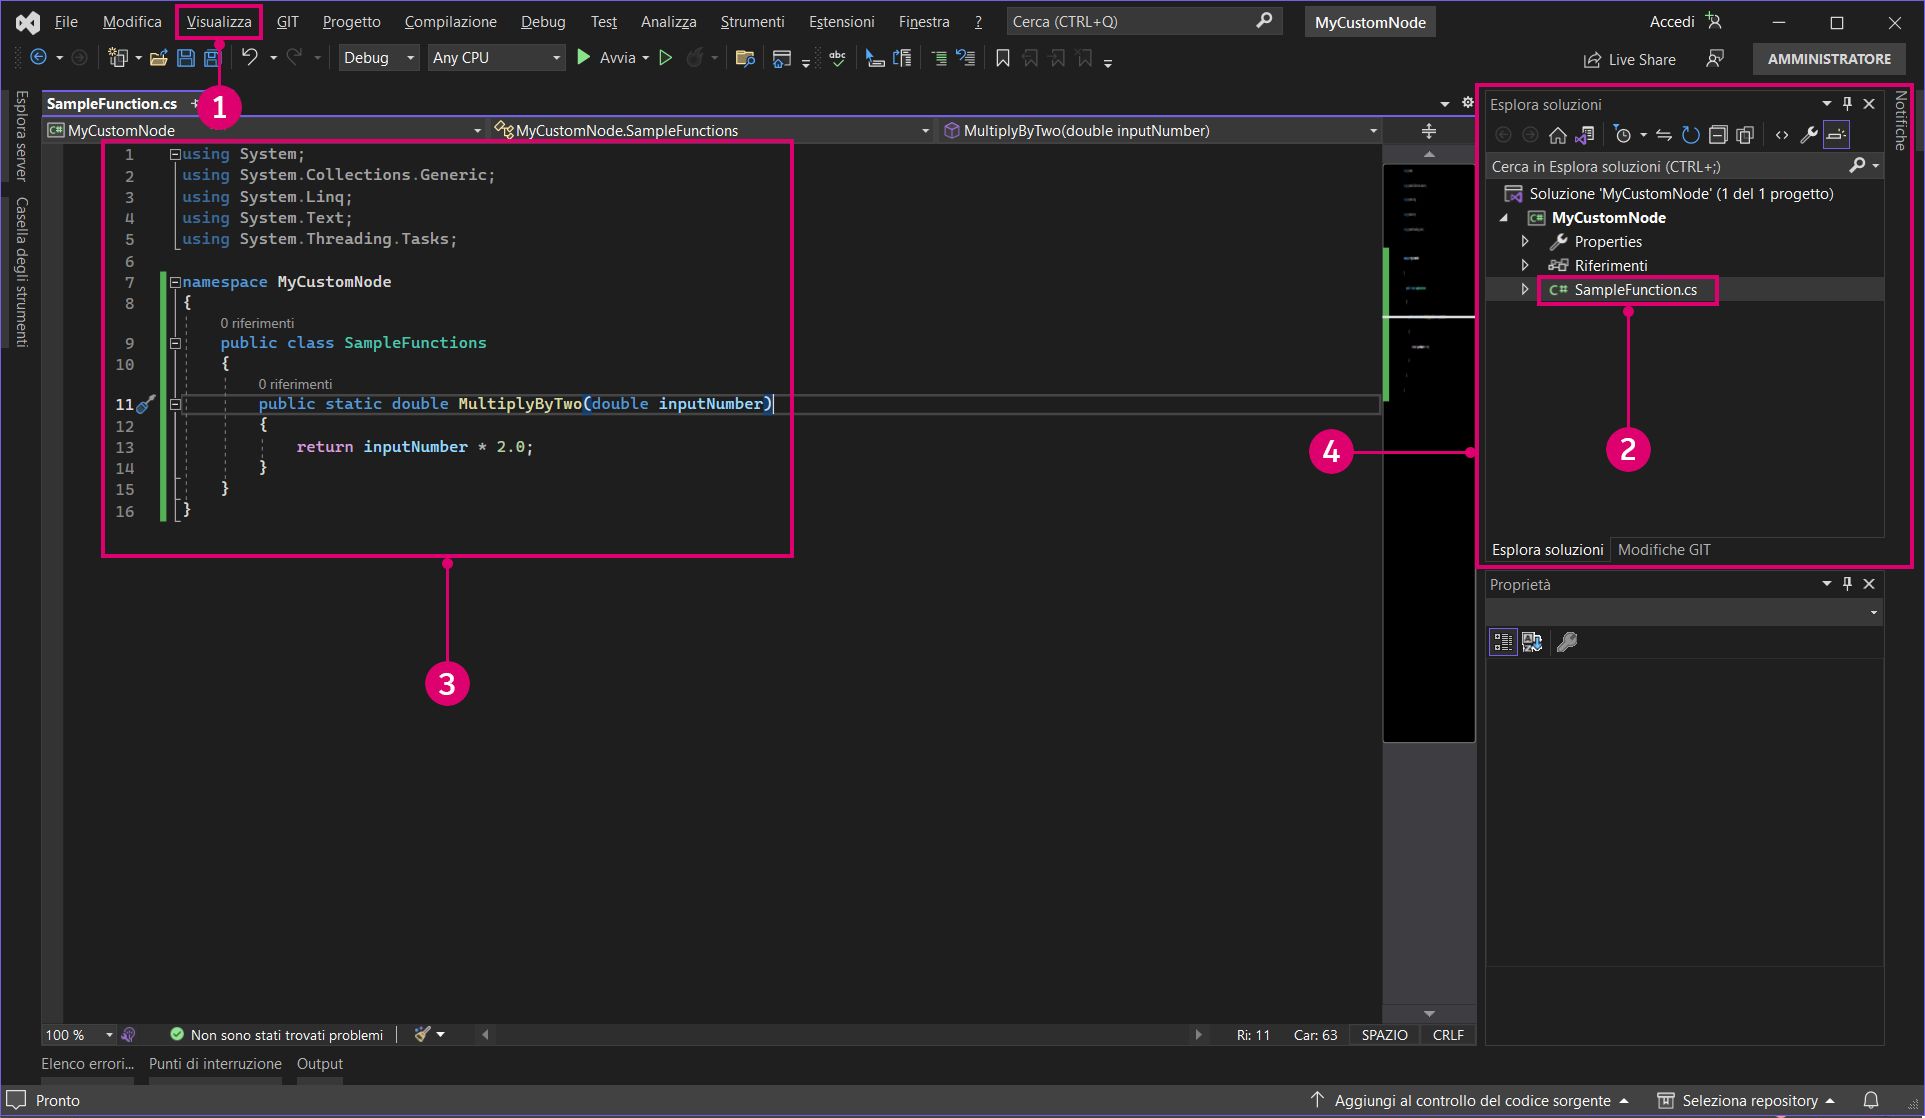 File Modifica Visualizza GIT Progetto Compilazione Debug Test Analizza Strumenti Estensioni Finestra ? Cerca (CTRL+Q) MyCustomNode Accedi
Debug Any CPU Avvia Live Share AMMINISTRATORE
Esplora server
Casella degli strumenti
SampleFunction.cs
1
MyCustomNode MyCustomNode.SampleFunctions MultiplyByTwo(double inputNumber)
1 using System;
2 using System.Collections.Generic;
3 using System.Linq;
4 using System.Text;
5 using System.Threading.Tasks;
6
7 namespace MyCustomNode
8 {
0 riferimenti
9 public class SampleFunctions
10 {
0 riferimenti
11 public static double MultiplyByTwo(double inputNumber)
12 {
13 return inputNumber * 2.0;
14 }
15 }
16 }
3
4
Esplora soluzioni
Notifiche
Cerca in Esplora soluzioni (CTRL+;)
Soluzione 'MyCustomNode' (1 del 1 progetto)
C# MyCustomNode
Properties
Riferimenti
C# SampleFunction.cs
2
Esplora soluzioni Modifiche GIT
Proprietà
100 % Non sono stati trovati problemi Ri: 11 Car: 63 SPAZIO CRLF
Elenco errori... Punti di interruzione Output
Pronto Aggiungi al controllo del codice sorgente Seleziona repository